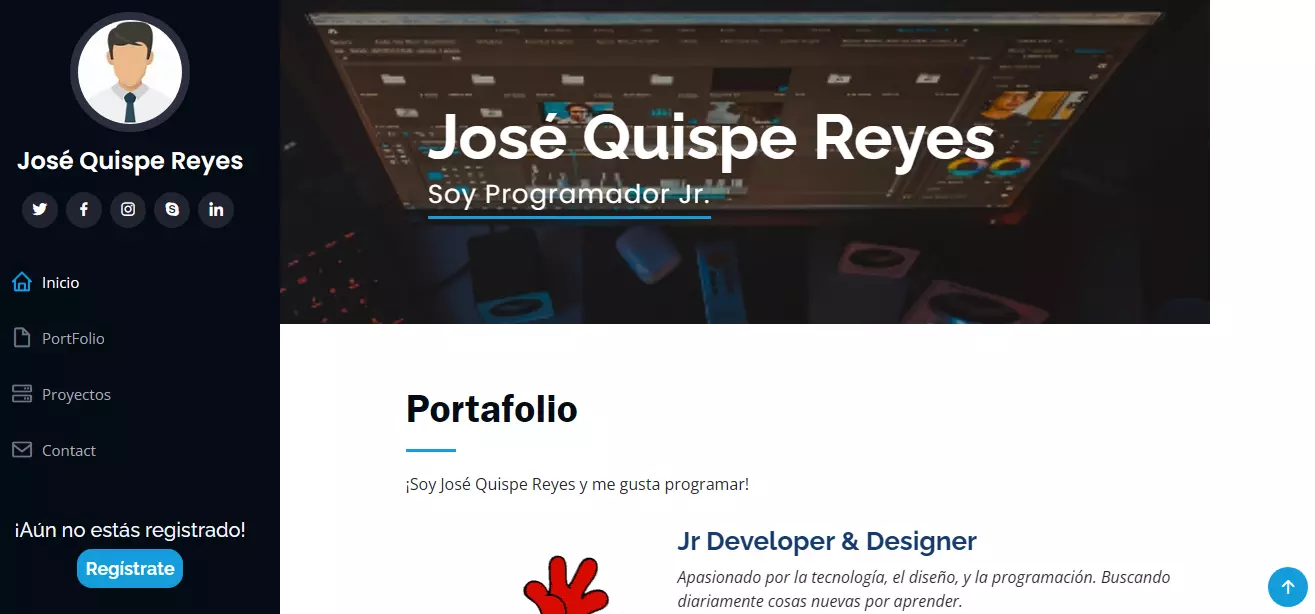 José Quispe Reyes
Inicio
PortFolio
Proyectos
Contact
¡Aún no estás registrado!
Regístrate
José Quispe Reyes
Soy Programador Jr.
Portafolio
¡Soy José Quispe Reyes y me gusta programar!
Jr Developer & Designer
Apasionado por la tecnología, el diseño, y la programación. Buscando
diariamente cosas nuevas por aprender.